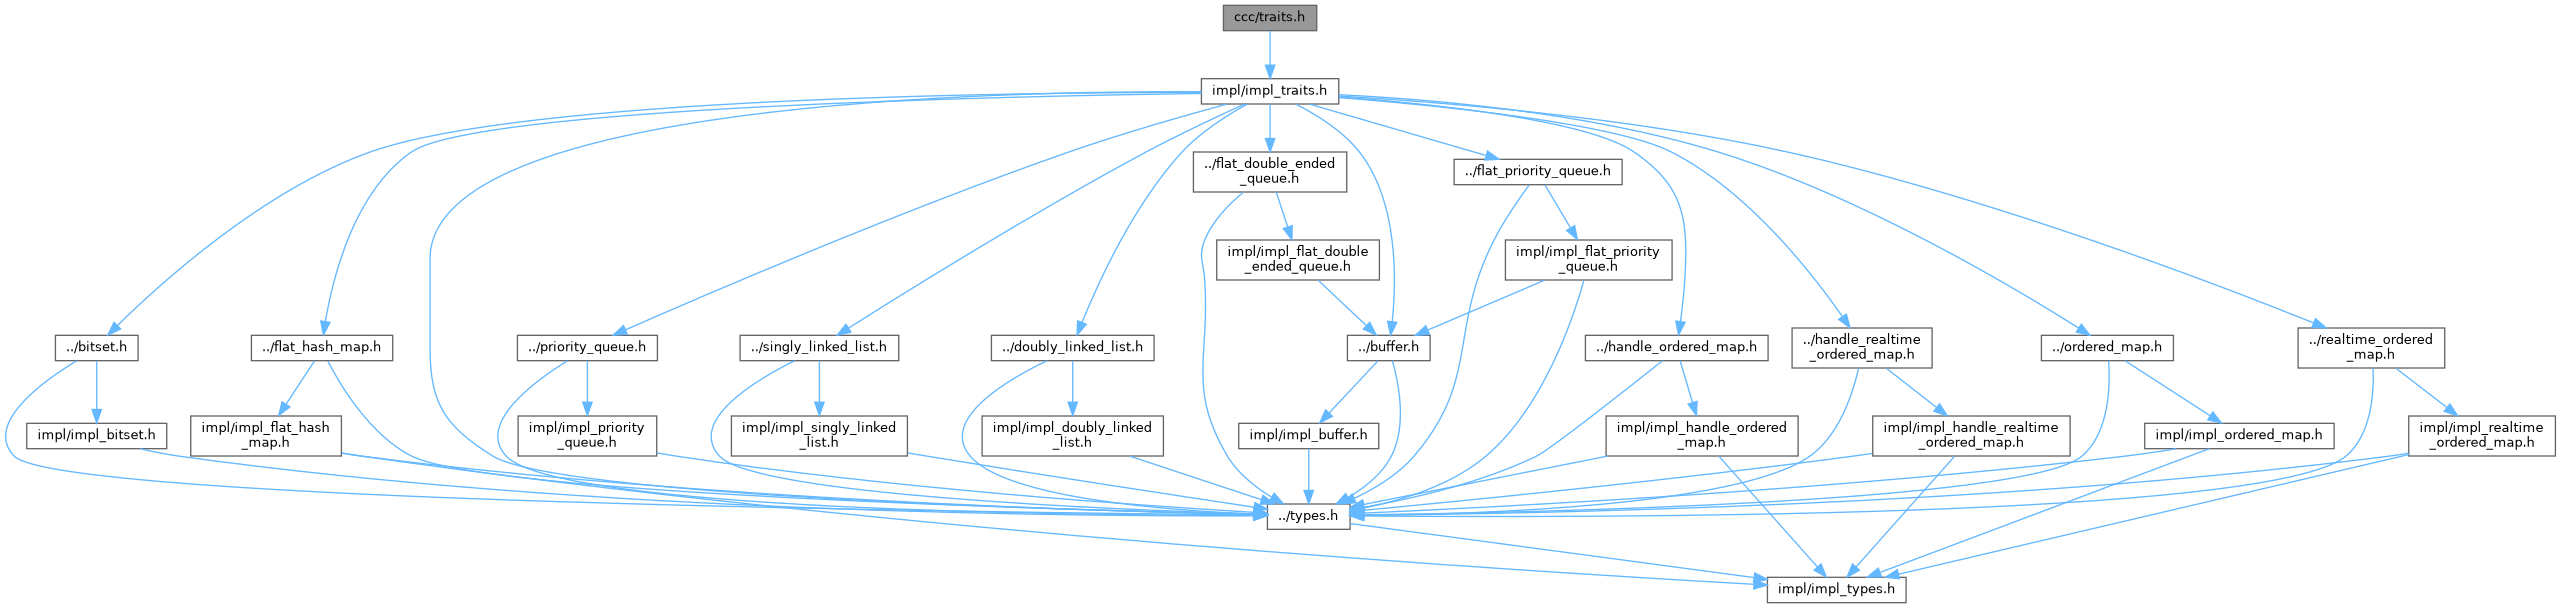 ccc/traits.h
impl/impl_traits.h
../flat_double_ended
_queue.h
../flat_priority_queue.h
impl/impl_flat_double
_ended_queue.h
impl/impl_flat_priority
_queue.h
../bitset.h
../flat_hash_map.h
../priority_queue.h
../singly_linked_list.h
../doubly_linked_list.h
../buffer.h
../handle_ordered_map.h
../handle_realtime
_ordered_map.h
../ordered_map.h
../realtime_ordered
_map.h
impl/impl_bitset.h
impl/impl_flat_hash
_map.h
impl/impl_priority
_queue.h
impl/impl_singly_linked
_list.h
impl/impl_doubly_linked
_list.h
impl/impl_buffer.h
impl/impl_handle_ordered
_map.h
impl/impl_handle_realtime
_ordered_map.h
impl/impl_ordered_map.h
impl/impl_realtime
_ordered_map.h
../types.h
impl/impl_types.h